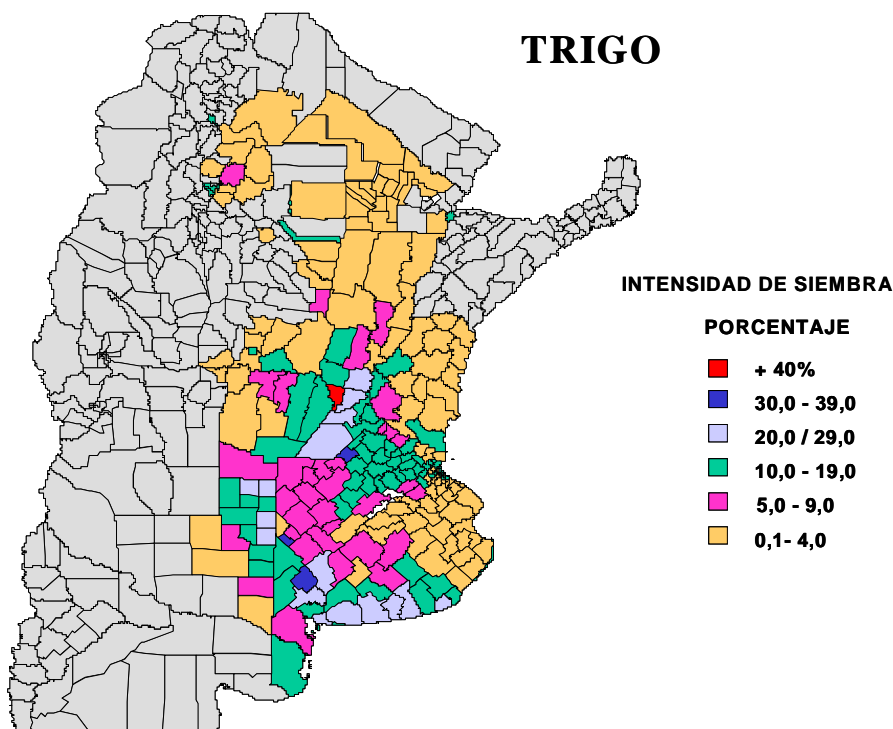 TRIGO
INTENSIDAD DE SIEMBRA
PORCENTAJE
+ 40%
30,0 - 39,0
20,0 / 29,0
10,0 - 19,0
5,0 - 9,0
0,1- 4,0